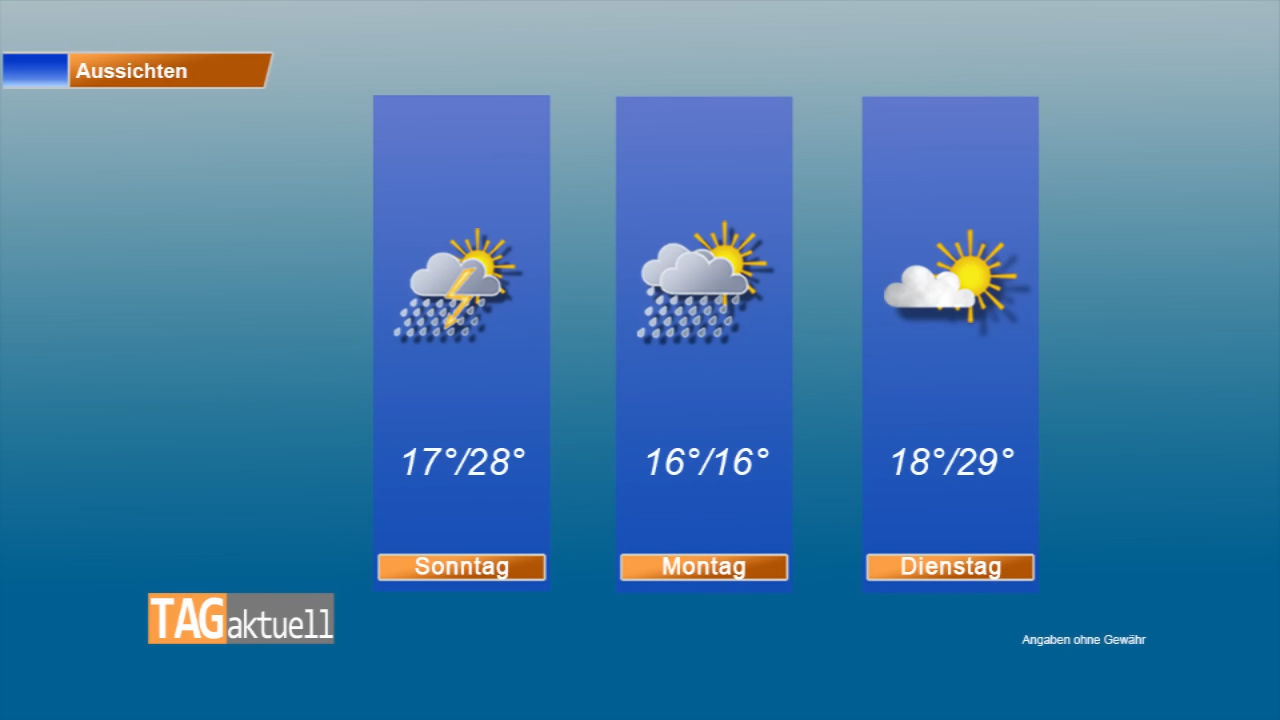 Aussichten
17°/28°
16°/16°
18°/29°
Sonntag
Montag
Dienstag
TAGaktuell
Angaben ohne Gewähr